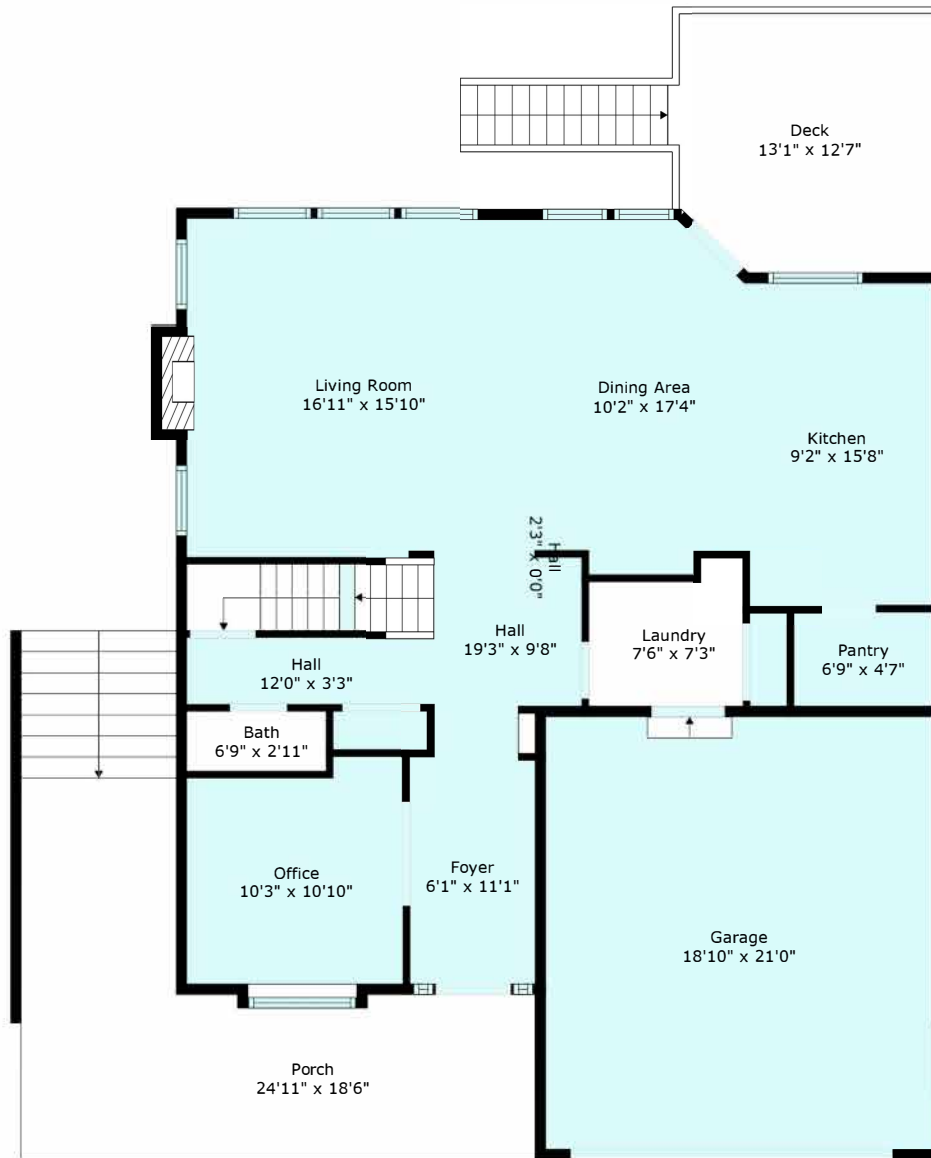 Deck
13'1" x 12'7"
Living Room
16'11" x 15'10"
Dining Area
10'2" x 17'4"
Kitchen
9'2" x 15'8"
Hall
2'3" x 0'0"
Hall
19'3" x 9'8"
Laundry
7'6" x 7'3"
Pantry
6'9" x 4'7"
Hall
12'0" x 3'3"
Bath
6'9" x 2'11"
Office
10'3" x 10'10"
Foyer
6'1" x 11'1"
Garage
18'10" x 21'0"
Porch
24'11" x 18'6"